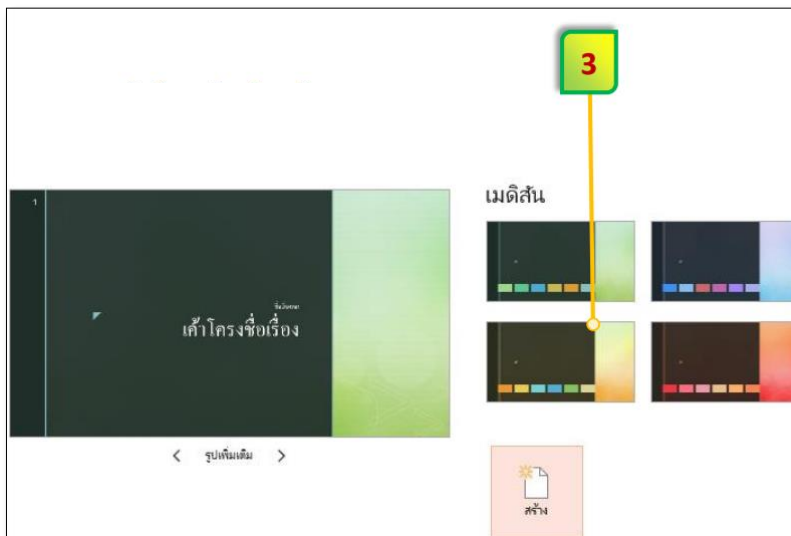 3
เมดิสัน
1
เค้าโครงชื่อเรื่อง
รูปเพิ่มเติม
สร้าง